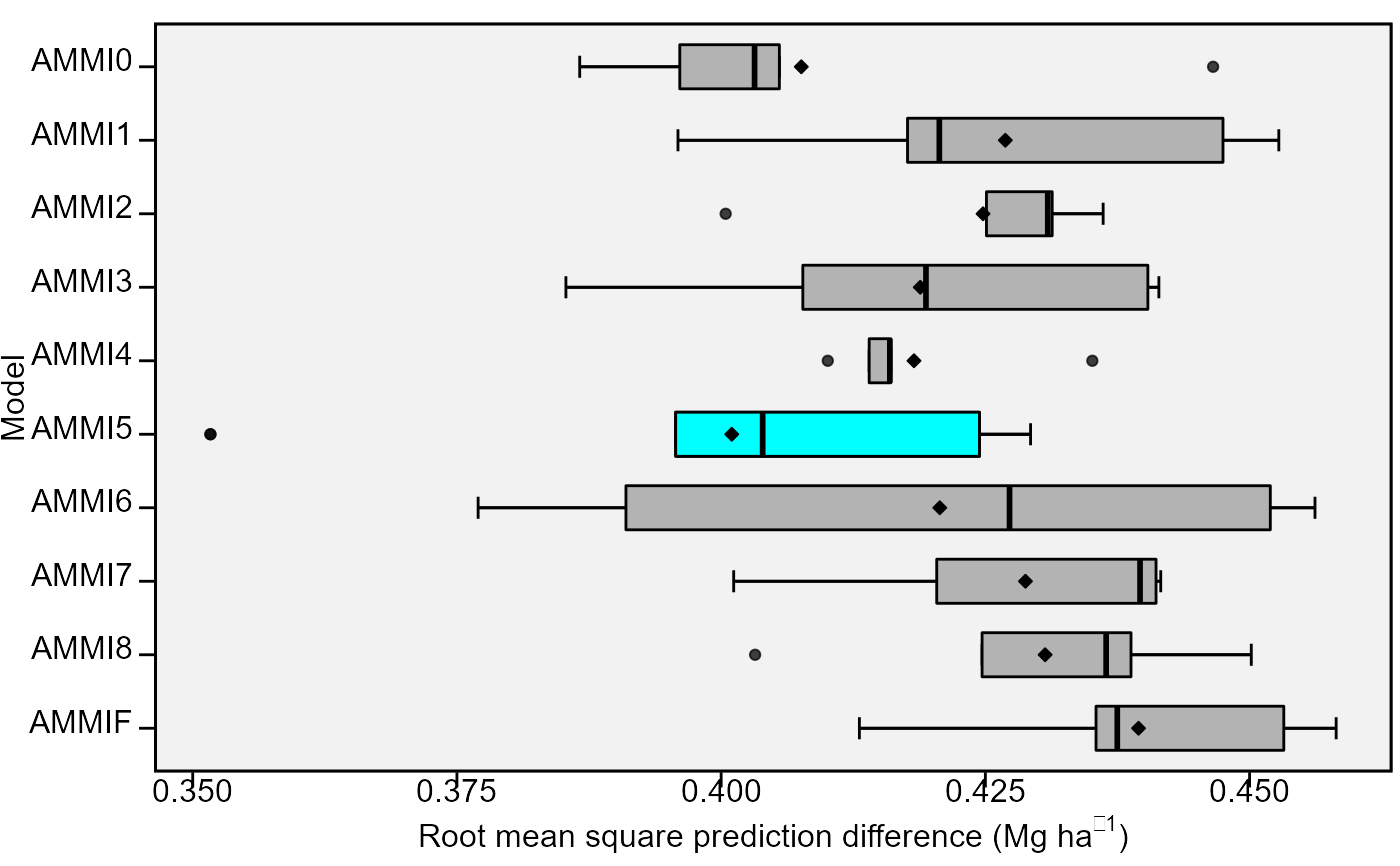 AMMI0
AMMI1
AMMI2
AMMI3
AMMI4
AMMI5
AMMI6
AMMI7
AMMI8
AMMIF
Model
0.350 0.375 0.400 0.425 0.450
Root mean square prediction difference (Mg ha□1)